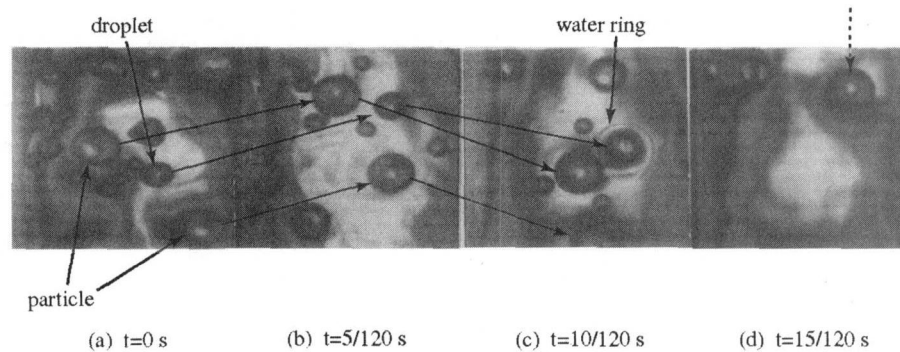 droplet
water ring
particle
(a) t=0 s
(b) t=5/120 s
(c) t=10/120 s
(d) t=15/120 s